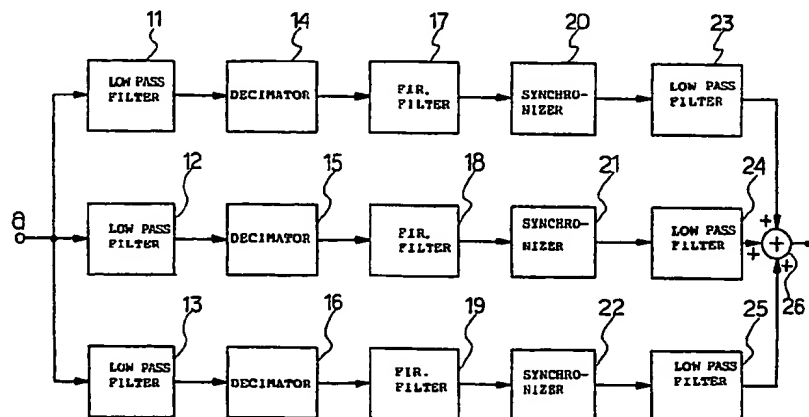 11
14
17
20
23
LOW PASS
FILTER
DECIMATOR
FIR.
FILTER
SYNCHRO-
NIZER
LOW PASS
FILTER
12
15
18
21
24
a
LOW PASS
FILTER
DECIMATOR
FIR.
FILTER
SYNCHRO-
NIZER
LOW PASS
FILTER
+
+
+
+
26
13
16
19
22
25
LOW PASS
FILTER
DECIMATOR
FIR.
FILTER
SYNCHRO-
NIZER
LOW PASS
FILTER